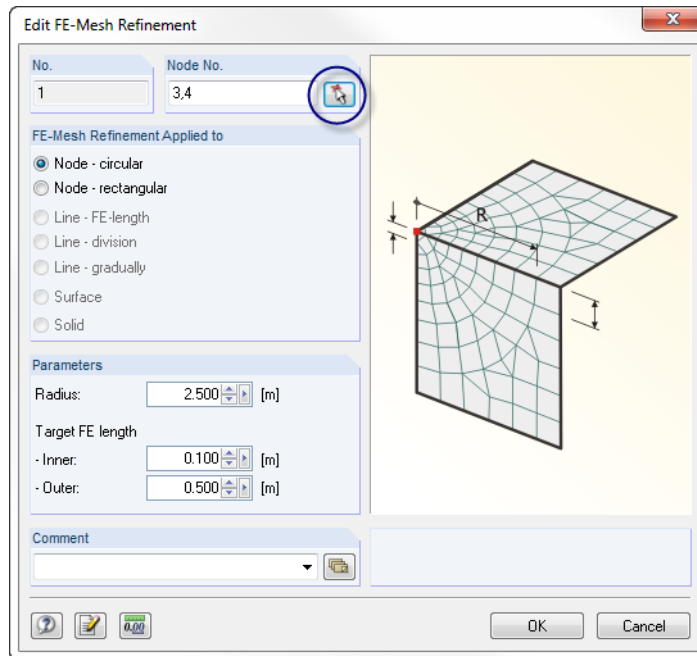 Edit FE-Mesh Refinement
No.
Node No.
1
3,4
FE-Mesh Refinement Applied to
Node - circular
Node - rectangular
Line - FE-length
Line - division
Line - gradually
Surface
Solid
R
Parameters
Radius: 2.500 [m]
Target FE length
- Inner: 0.100 [m]
- Outer: 0.500 [m]
Comment
0.00
OK
Cancel